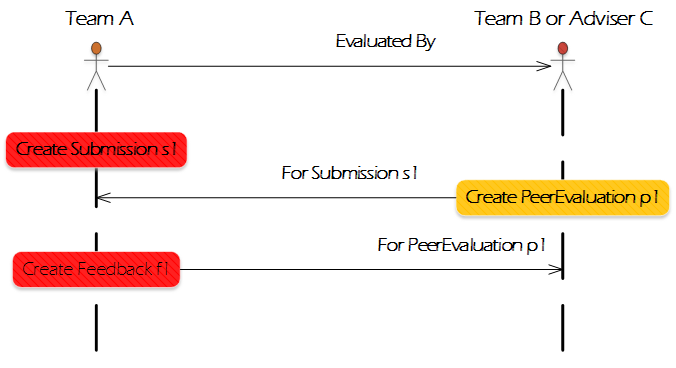 Team A
Team B or Adviser C
Evaluated By
Create Submission s1
For Submission s1
Create PeerEvaluation p1
For PeerEvaluation p1
Create Feedback f1